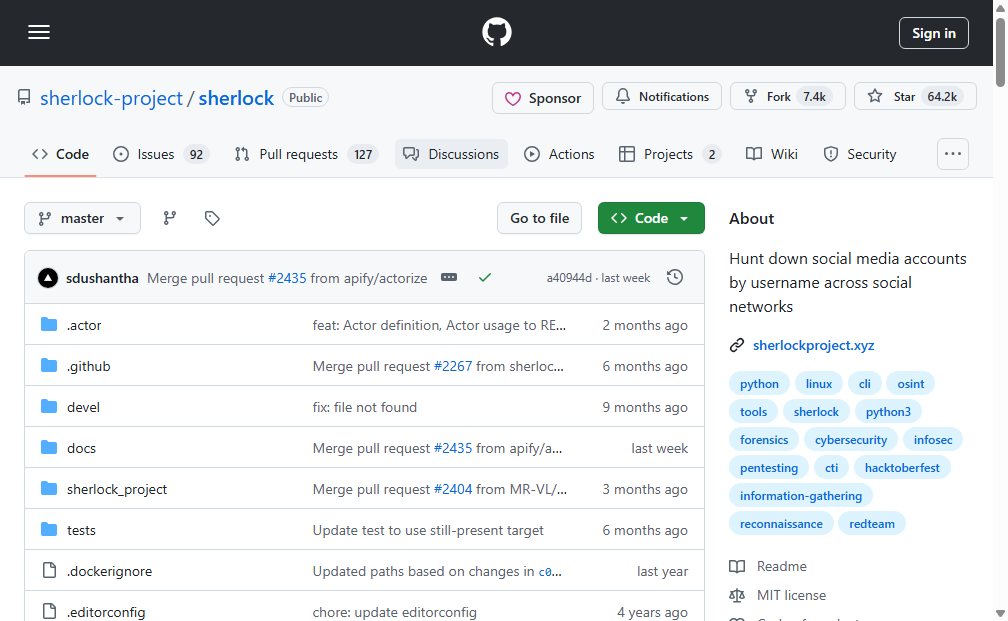 Sign in
sherlock-project / sherlock Public
Sponsor Notifications Fork 7.4k Star 64.2k
Code Issues 92 Pull requests 127 Discussions Actions Projects 2 Wiki Security
master Go to file Code
sdushantha Merge pull request #2435 from apify/actorize a40944d · last week
.actor feat: Actor definition, Actor usage to RE... 2 months ago
.github Merge pull request #2267 from sherloc... 6 months ago
devel fix: file not found 9 months ago
docs Merge pull request #2435 from apify/a... last week
sherlock_project Merge pull request #2404 from MR-VL/... 3 months ago
tests Update test to use still-present target 6 months ago
.dockerignore Updated paths based on changes in c0... last year
.editorconfig chore: update editorconfig 4 years ago
About
Hunt down social media accounts
by username across social
networks
sherlockproject.xyz
python linux cli osint
tools sherlock python3
forensics cybersecurity infosec
pentesting cti hacktoberfest
information-gathering
reconnaissance redteam
Readme
MIT license